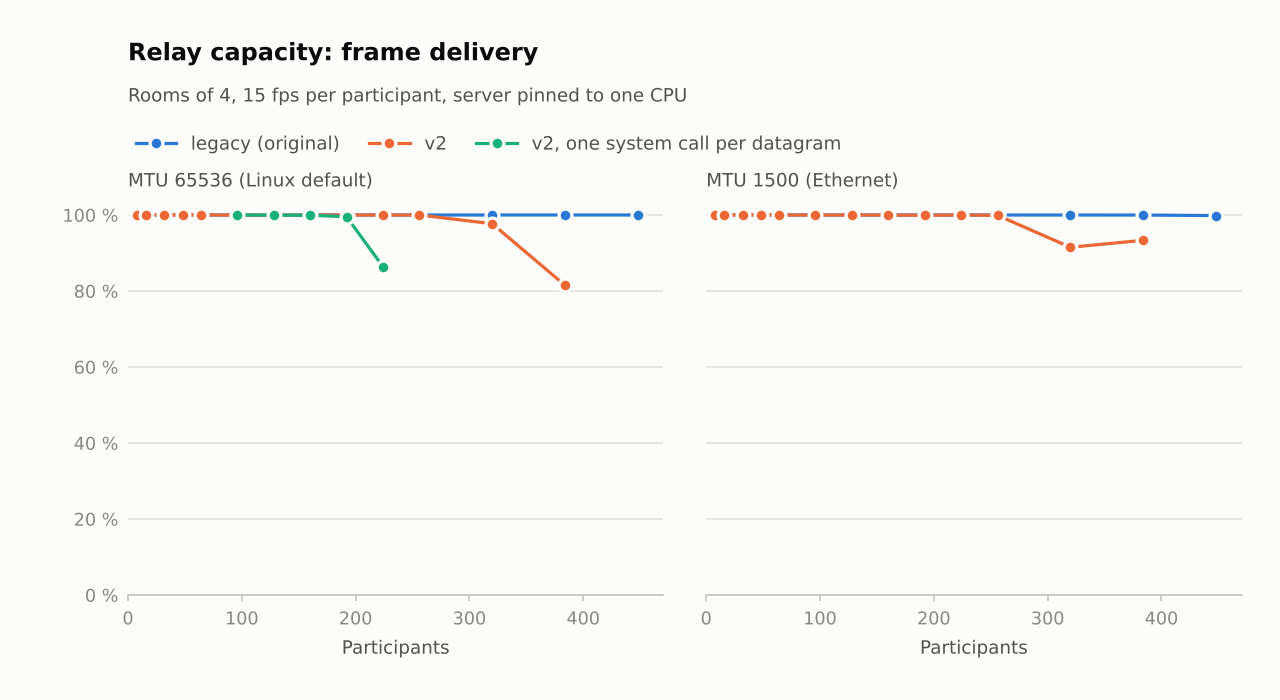 Relay capacity: frame delivery
Rooms of 4, 15 fps per participant, server pinned to one CPU
legacy (original) v2 v2, one system call per datagram
MTU 65536 (Linux default) MTU 1500 (Ethernet)
100 %
80 %
60 %
40 %
20 %
0 %
0 100 200 300 400 0 100 200 300 400
Participants Participants